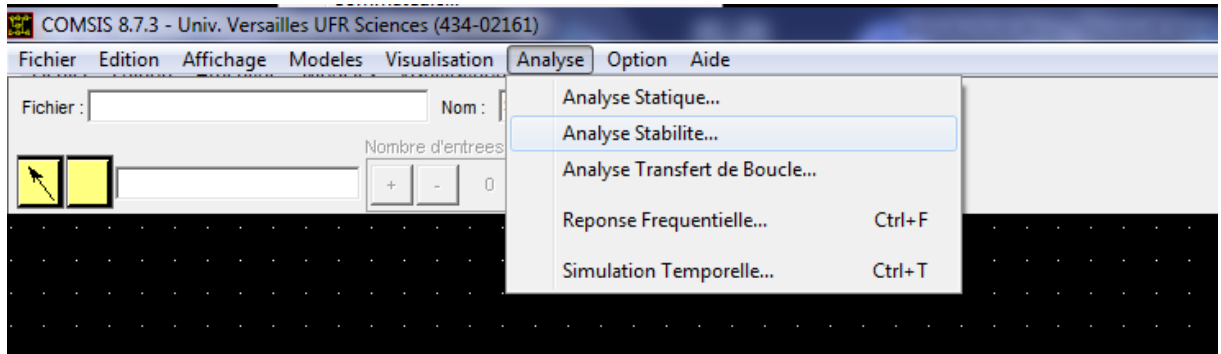 COMSIS 8.7.3 - Univ. Versailles UFR Sciences (434-02161)
Fichier Edition Affichage Modeles Visualisation Analyse Option Aide
Fichier : Nom :
Analyse Statique...
Analyse Stabilite...
Nombre d'entrees
Analyse Transfert de Boucle...
+ - 0
Reponse Frequentielle... Ctrl+F
Simulation Temporelle... Ctrl+T